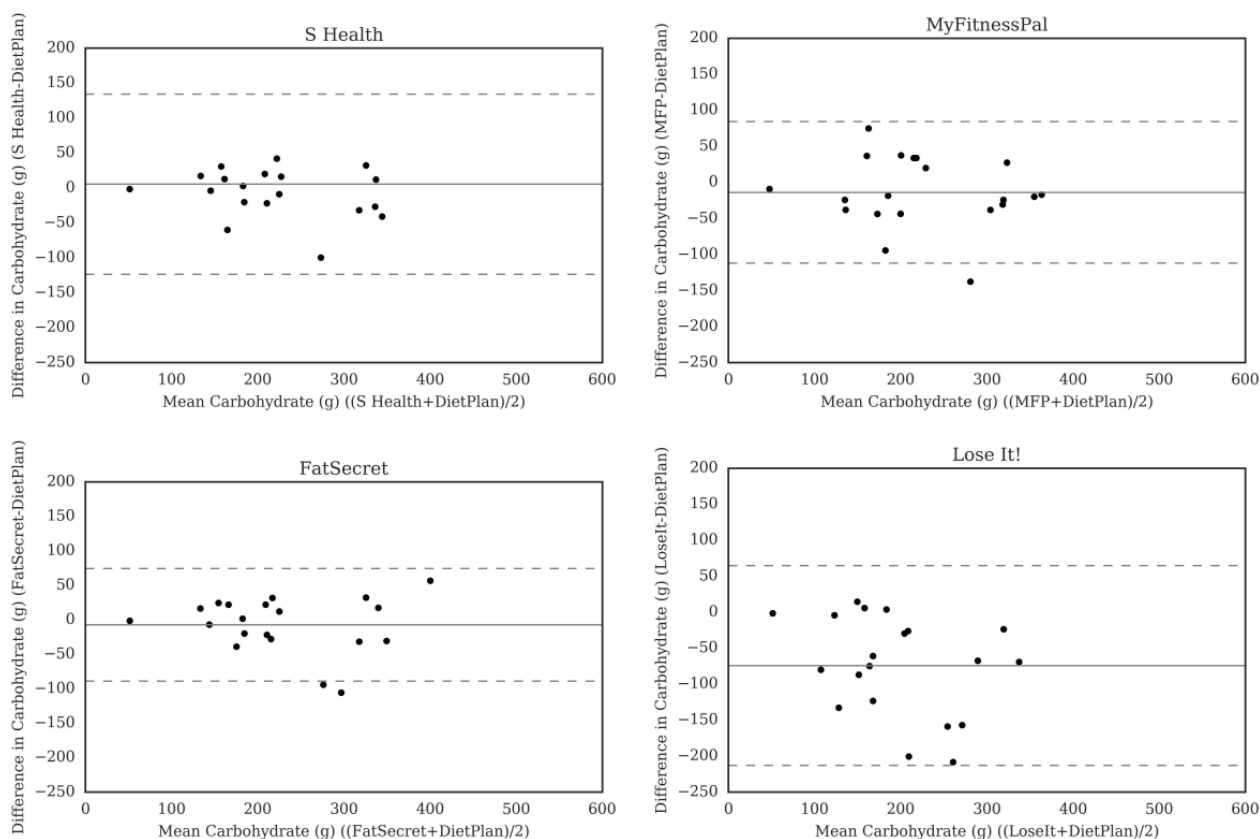 S Health
Difference in Carbohydrate (g) (S Health-DietPlan)
200
150
100
50
0
−50
−100
−150
−200
−250
0 100 200 300 400 500 600
Mean Carbohydrate (g) ((S Health+DietPlan)/2)
MyFitnessPal
Difference in Carbohydrate (g) (MFP-DietPlan)
200
150
100
50
0
−50
−100
−150
−200
−250
0 100 200 300 400 500 600
Mean Carbohydrate (g) ((MFP+DietPlan)/2)
FatSecret
Difference in Carbohydrate (g) (FatSecret-DietPlan)
200
150
100
50
0
−50
−100
−150
−200
−250
0 100 200 300 400 500 600
Mean Carbohydrate (g) ((FatSecret+DietPlan)/2)
Lose It!
Difference in Carbohydrate (g) (LoseIt-DietPlan)
200
150
100
50
0
−50
−100
−150
−200
−250
0 100 200 300 400 500 600
Mean Carbohydrate (g) ((LoseIt+DietPlan)/2)